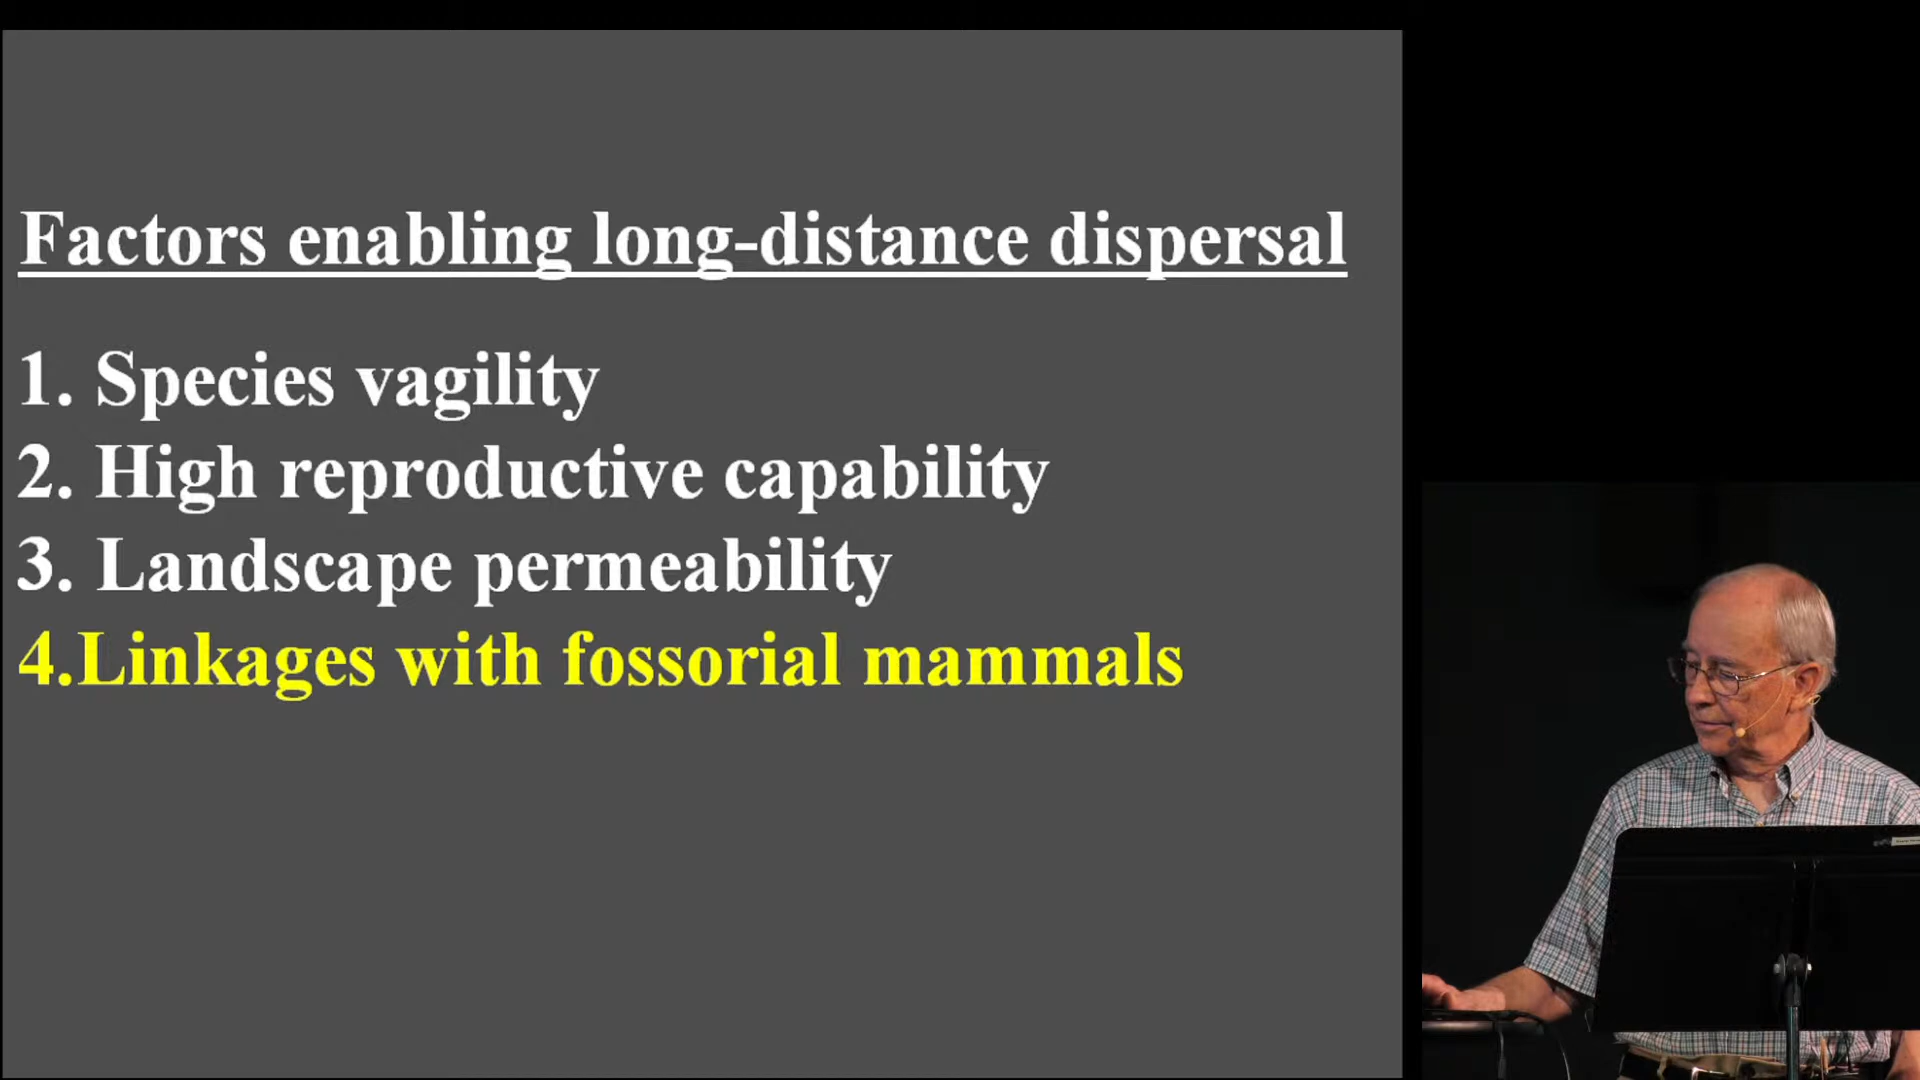 Factors enabling long-distance dispersal
1. Species vagility
2. High reproductive capability
3. Landscape permeability
4.Linkages with fossorial mammals